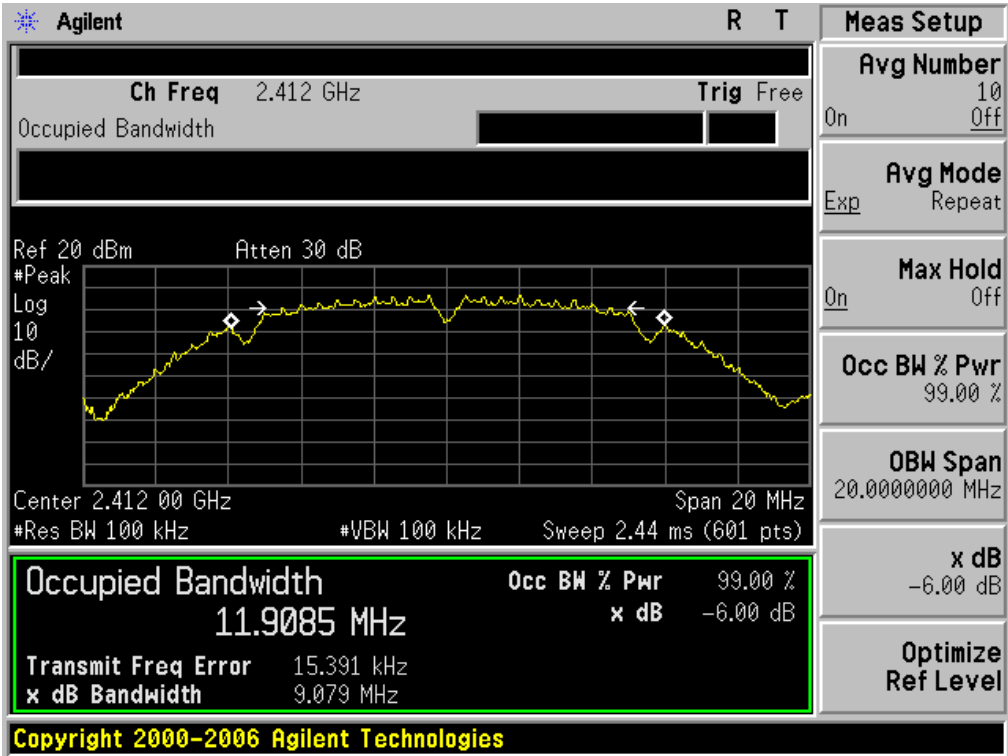 Agilent R T
Meas Setup
Ch Freq 2.412 GHz Trig Free
Occupied Bandwidth
Ref 20 dBm Atten 30 dB
#Peak
Log
10
dB/
Center 2.412 00 GHz Span 20 MHz
#Res BW 100 kHz #VBW 100 kHz Sweep 2.44 ms (601 pts)
Occupied Bandwidth
11.9085 MHz
Occ BW % Pwr 99.00 %
x dB -6.00 dB
Transmit Freq Error 15.391 kHz
x dB Bandwidth 9.079 MHz
Copyright 2000-2006 Agilent Technologies
Avg Number
10
On Off
Avg Mode
Exp Repeat
Max Hold
On Off
Occ BW % Pwr
99.00 %
OBW Span
20.0000000 MHz
x dB
-6.00 dB
Optimize
Ref Level